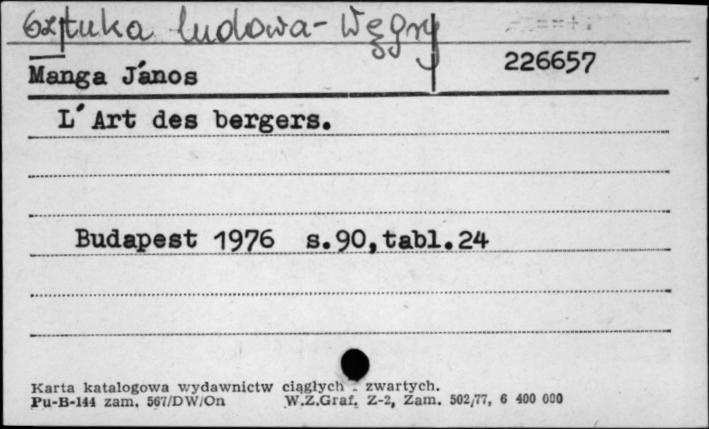 Sztuka ludowa - Węgry
Manga János 226657
L'Art des bergers.
Budapest 1976 s.90,tabl.24
Karta katalogowa wydawnictw ciągłych - zwartych.
Pu-B-144 zam. 567/DW/On W.Z.Graf. Z-2, Zam. 502/77, 6 400 000